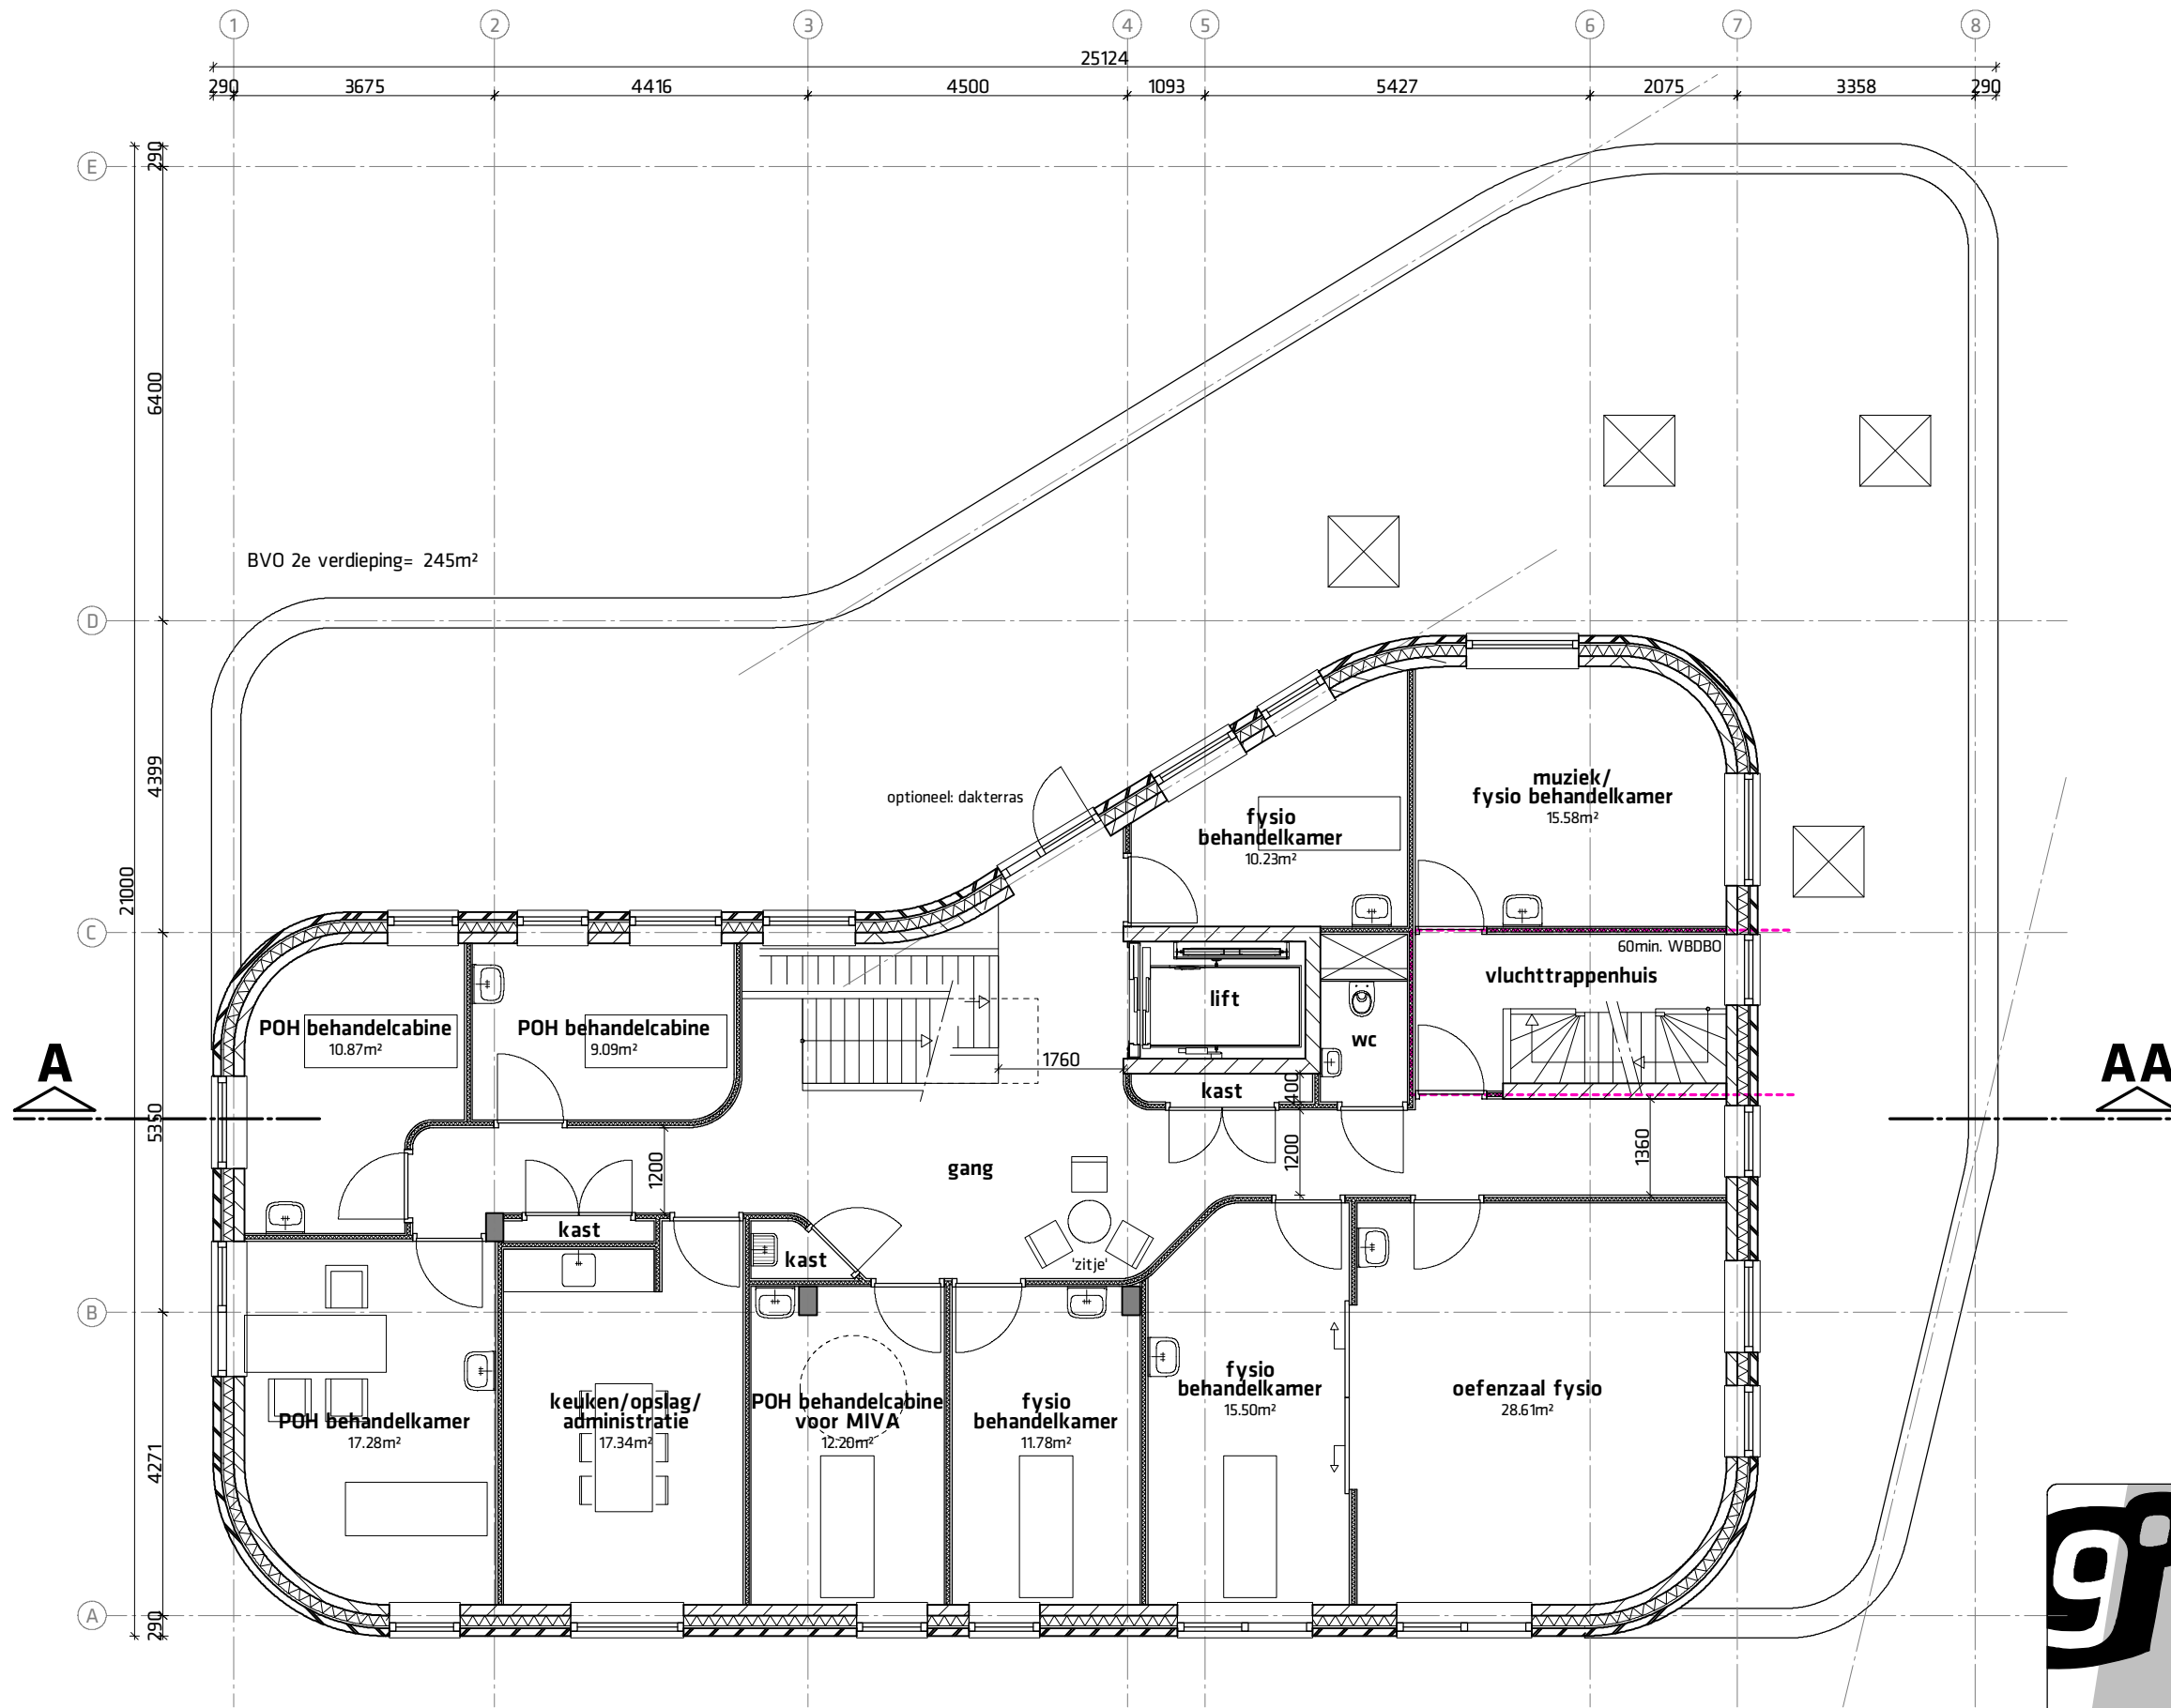 1 2 3 4 5 6 7 8
25124
290 3675 4416 4500 1093 5427 2075 3358 290
E
290
6400
BVO 2e verdieping= 245m²
D
4399
21000
optioneel: dakterras
muziek/
fysio behandelkamer
15.58m²
fysio
behandelkamer
10.23m²
C
60min. WBDBO
vluchttrappenhuis
lift
wc
POH behandelcabine
10.87m²
POH behandelcabine
9.09m²
1760
kast
400
A
AA
5350
1200
gang
1200
1360
kast
kast
'zitje'
B
fysio
behandelkamer
15.50m²
oefenzaal fysio
28.61m²
POH behandelkamer
17.28m²
keuken/opslag/
administratie
17.34m²
POH behandelcabine
voor MIVA
12.20m²
fysio
behandelkamer
11.78m²
4271
A
290